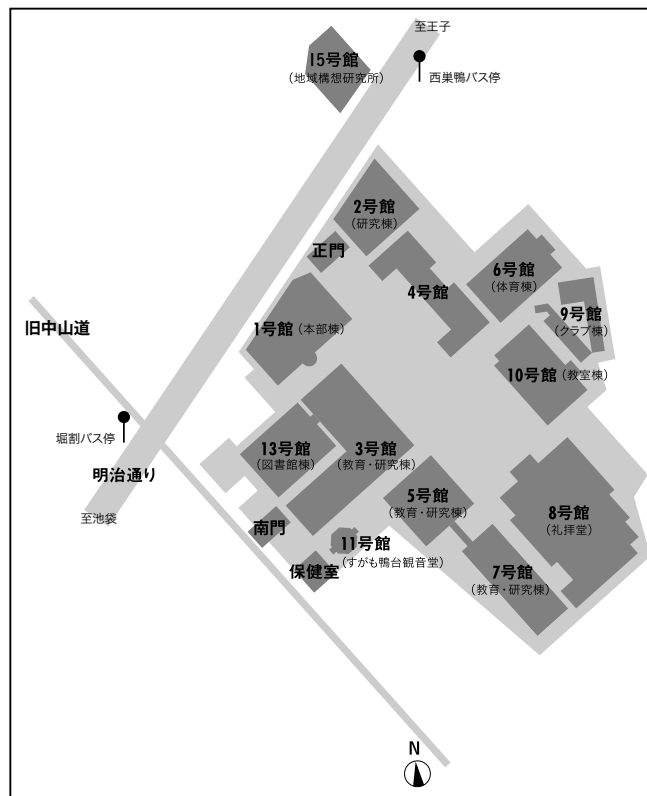 至王子
15号館
(地域構想研究所)
西巣鴨バス停
2号館
(研究棟)
正門
6号館
(体育棟)
4号館
9号館
(クラブ棟)
旧中山道
1号館(本部棟)
10号館(教室棟)
堀割バス停
13号館
(図書館棟)
3号館
(教育・研究棟)
明治通り
5号館
(教育・研究棟)
至池袋
8号館
(礼拝堂)
南門
11号館
(すがも鴨台観音堂)
保健室
7号館
(教育・研究棟)
N